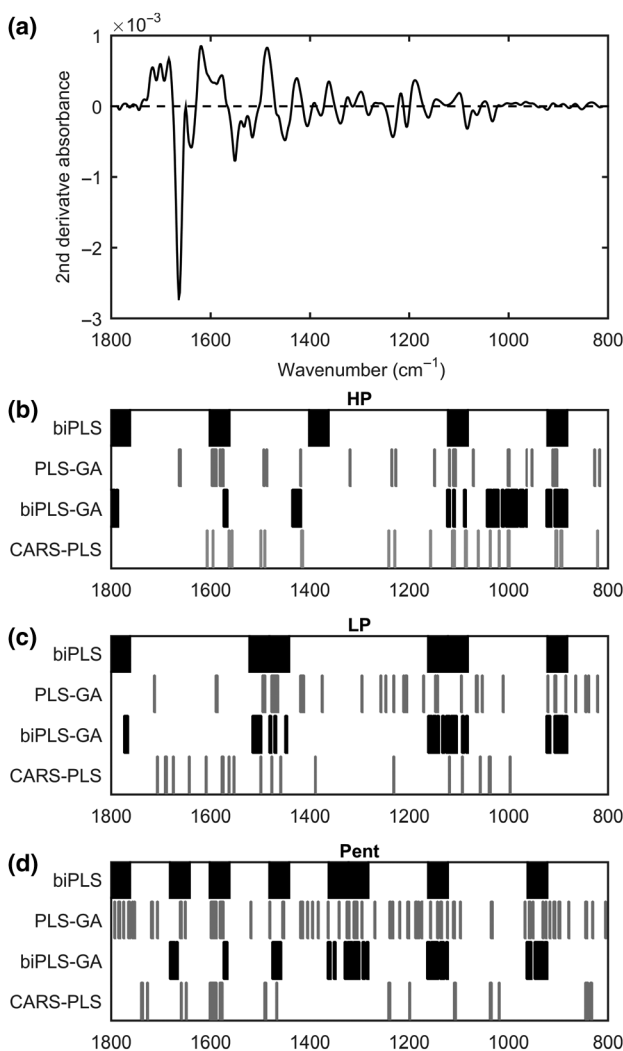 (a)
×10⁻³
1
0
−1
−2
−3
2nd derivatve absorbance
1800 1600 1400 1200 1000 800
Wavenumber (cm⁻¹)
(b)
HP
biPLS
PLS-GA
biPLS-GA
CARS-PLS
1800 1600 1400 1200 1000 800
(c)
LP
biPLS
PLS-GA
biPLS-GA
CARS-PLS
1800 1600 1400 1200 1000 800
(d)
Pent
biPLS
PLS-GA
biPLS-GA
CARS-PLS
1800 1600 1400 1200 1000 800